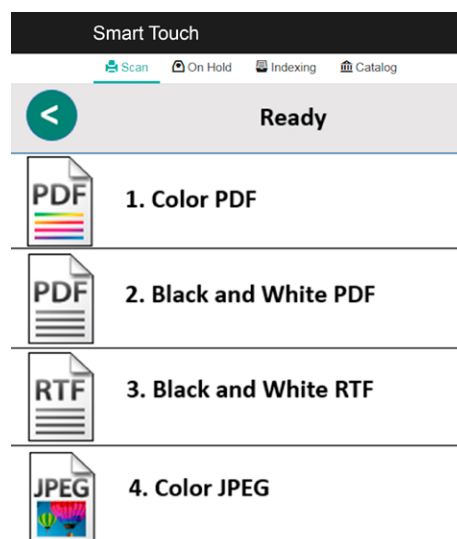 Smart Touch
Scan On Hold Indexing Catalog
< Ready
PDF 1. Color PDF
PDF 2. Black and White PDF
RTF 3. Black and White RTF
JPEG 4. Color JPEG